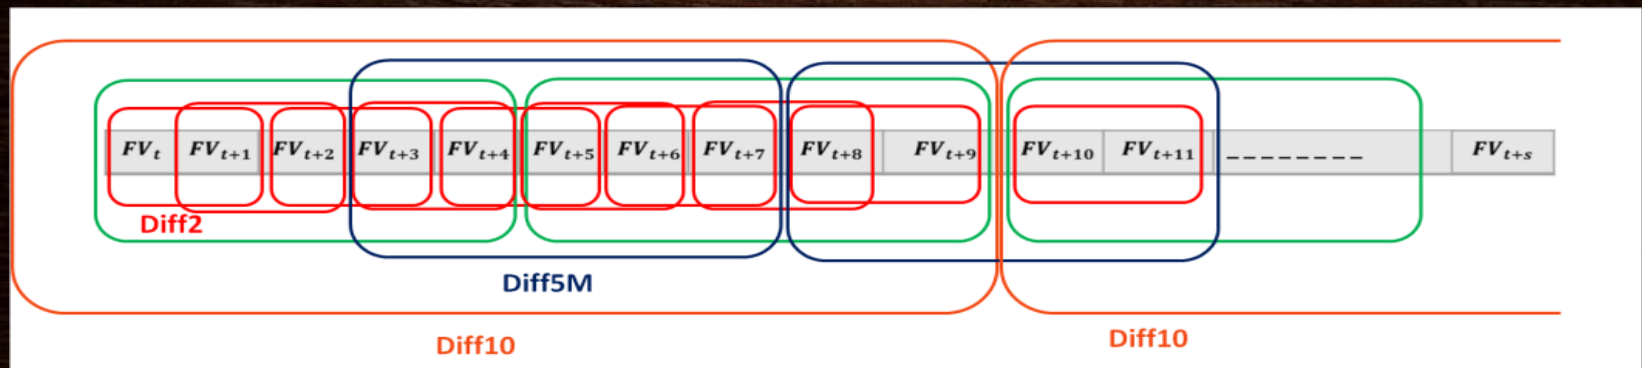 FVt FVt+1 FVt+2 FVt+3 FVt+4 FVt+5 FVt+6 FVt+7 FVt+8 FVt+9 FVt+10 FVt+11 -------- FVt+s
Diff2
Diff5M
Diff10 Diff10